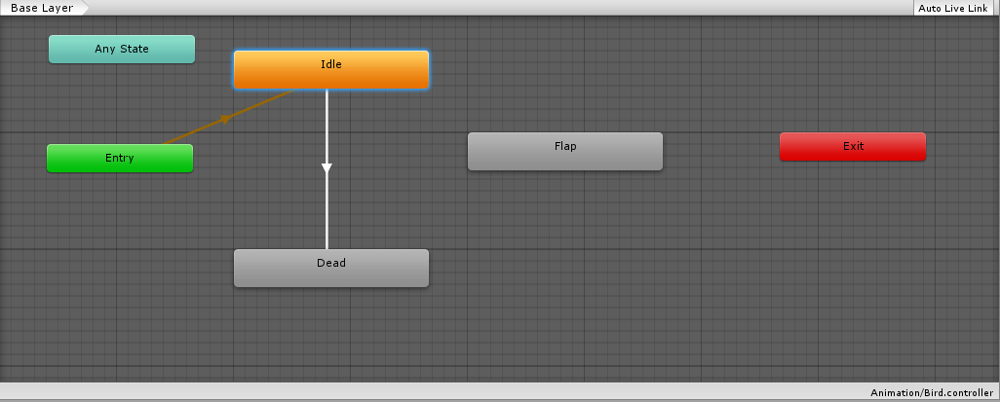 Base Layer
Auto Live Link
Any State
Idle
Entry
Flap
Exit
Dead
Animation/Bird.controller